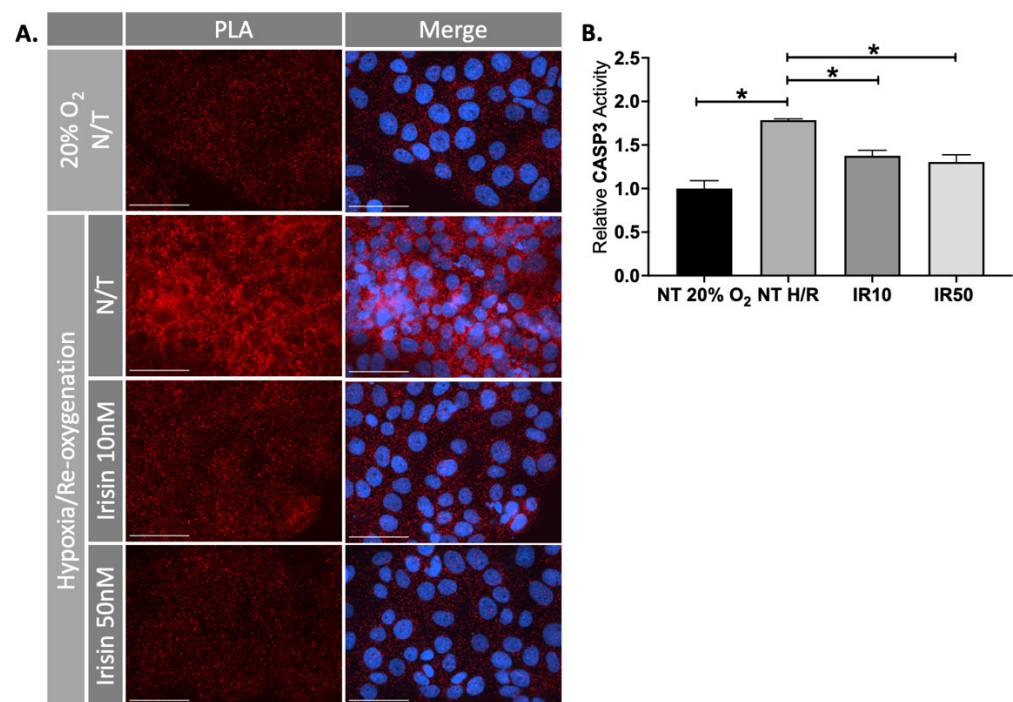 A.
PLA
Merge
20% O₂
N/T
Hypoxia/Re-oxygenation
N/T
Irisin 10nM
Irisin 50nM
B.
Relative CASP3 Activity
2.5
2.0
1.5
1.0
0.5
0.0
*
*
*
NT 20% O₂
NT H/R
IR10
IR50